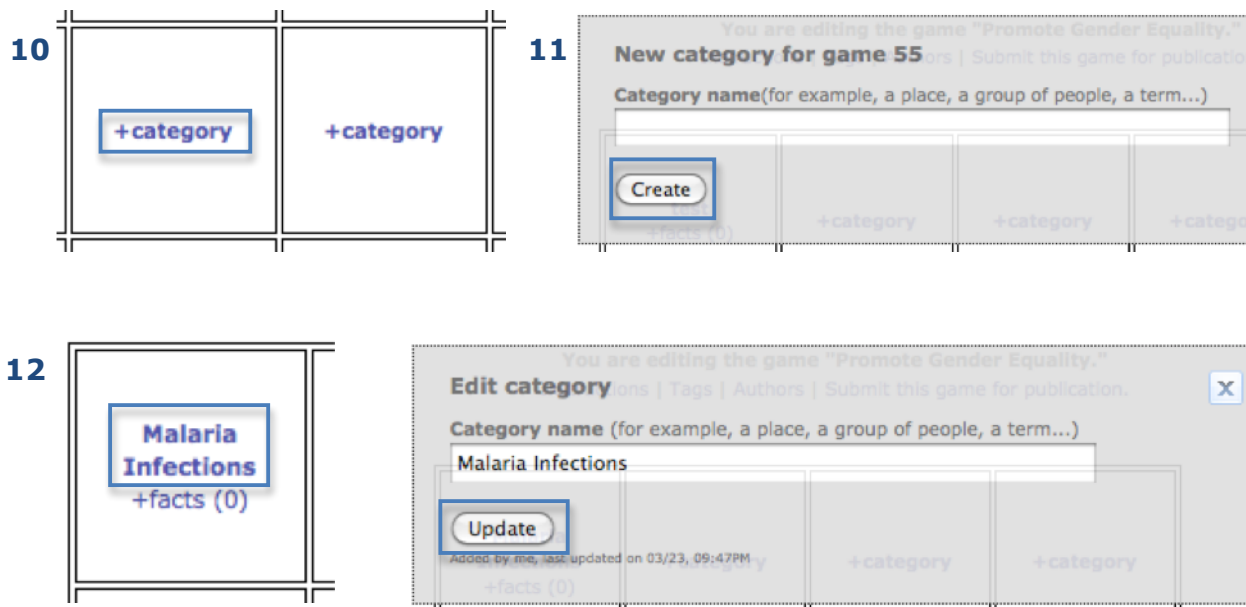 10
+category
+category
11
You are editing the game "Promote Gender Equality."
New category for game 55
| Submit this game for
Category name(for example, a place, a group of people, a term...)
Create
test
+facts (0)
+category
+category
12
Malaria
Infections
+facts (0)
You are editing the game "Promote Gender Equality."
Edit category
| Tags | Authors | Submit this game for publication.
X
Category name (for example, a place, a group of people, a term...)
Malaria Infections
Update
Added by me, last updated on 03/23, 09:47PM
+category
+category
+facts (0)